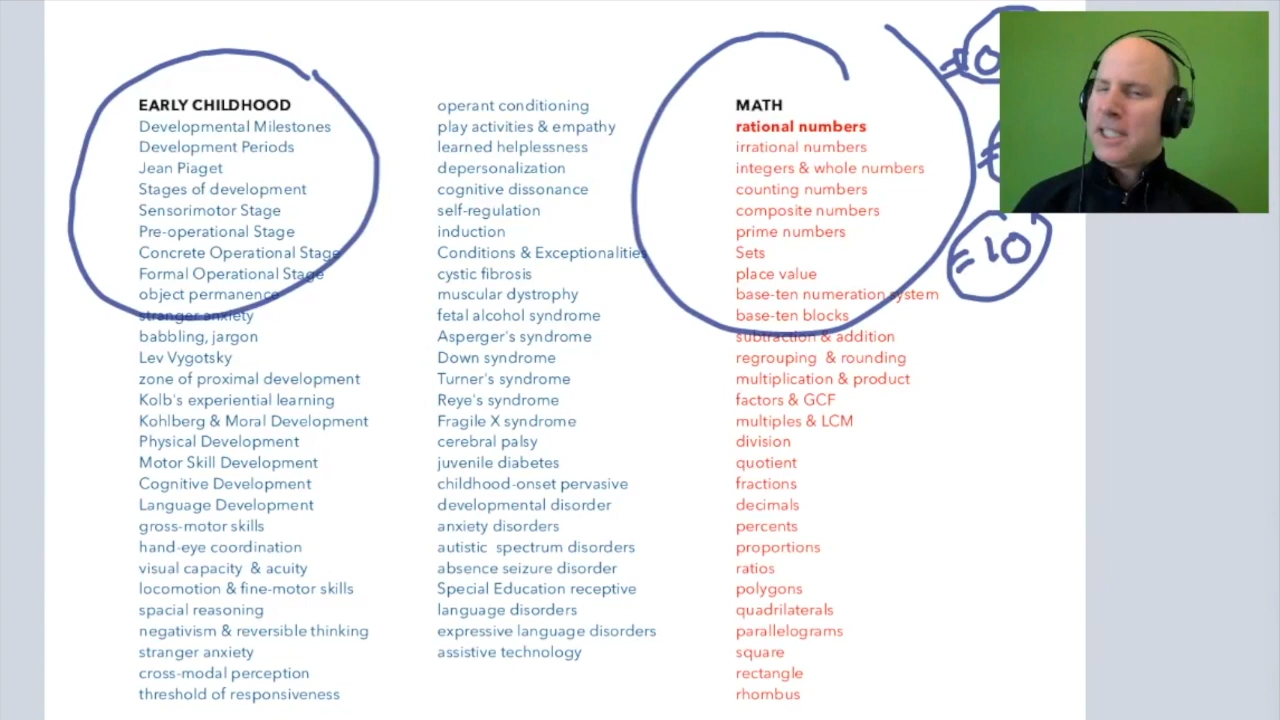 EARLY CHILDHOOD
Developmental Milestones
Development Periods
Jean Piaget
Stages of development
Sensorimotor Stage
Pre-operational Stage
Concrete Operational Stage
Formal Operational Stage
object permanence
stranger anxiety
babbling, jargon
Lev Vygotsky
zone of proximal development
Kolb's experiential learning
Kohlberg & Moral Development
Physical Development
Motor Skill Development
Cognitive Development
Language Development
gross-motor skills
hand-eye coordination
visual capacity & acuity
locomotion & fine-motor skills
spacial reasoning
negativism & reversible thinking
stranger anxiety
cross-modal perception
threshold of responsiveness
operant conditioning
play activities & empathy
learned helplessness
depersonalization
cognitive dissonance
self-regulation
induction
Conditions & Exceptionalities
cystic fibrosis
muscular dystrophy
fetal alcohol syndrome
Asperger's syndrome
Down syndrome
Turner's syndrome
Reye's syndrome
Fragile X syndrome
cerebral palsy
juvenile diabetes
childhood-onset pervasive
developmental disorder
anxiety disorders
autistic spectrum disorders
absence seizure disorder
Special Education receptive
language disorders
expressive language disorders
assistive technology
MATH
rational numbers
irrational numbers
integers & whole numbers
counting numbers
composite numbers
prime numbers
Sets
place value
base-ten numeration system
base-ten blocks
subtraction & addition
regrouping & rounding
multiplication & product
factors & GCF
multiples & LCM
division
quotient
fractions
decimals
percents
proportions
ratios
polygons
quadrilaterals
parallelograms
square
rectangle
rhombus
=10